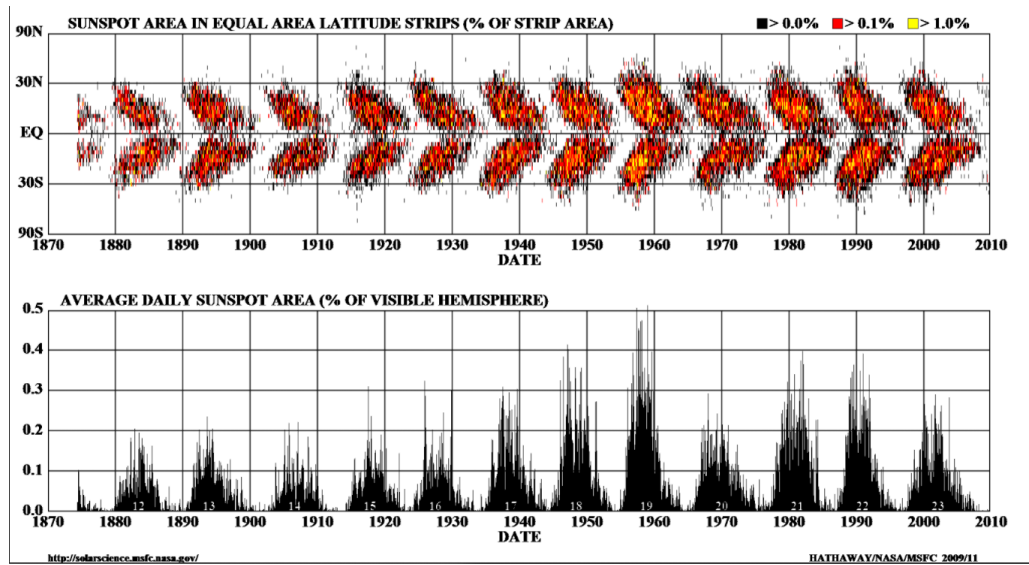 SUNSPOT AREA IN EQUAL AREA LATITUDE STRIPS (% OF STRIP AREA) > 0.0% > 0.1% > 1.0%
90N
30N
EQ
30S
90S
1870 1880 1890 1900 1910 1920 1930 1940 1950 1960 1970 1980 1990 2000 2010
DATE
AVERAGE DAILY SUNSPOT AREA (% OF VISIBLE HEMISPHERE)
0.5
0.4
0.3
0.2
0.1
0.0
12 13 14 15 16 17 18 19 20 21 22 23
1870 1880 1890 1900 1910 1920 1930 1940 1950 1960 1970 1980 1990 2000 2010
DATE
http://solarscience.msfc.nasa.gov/ HATHAWAY/NASA/MSFC 2009/11